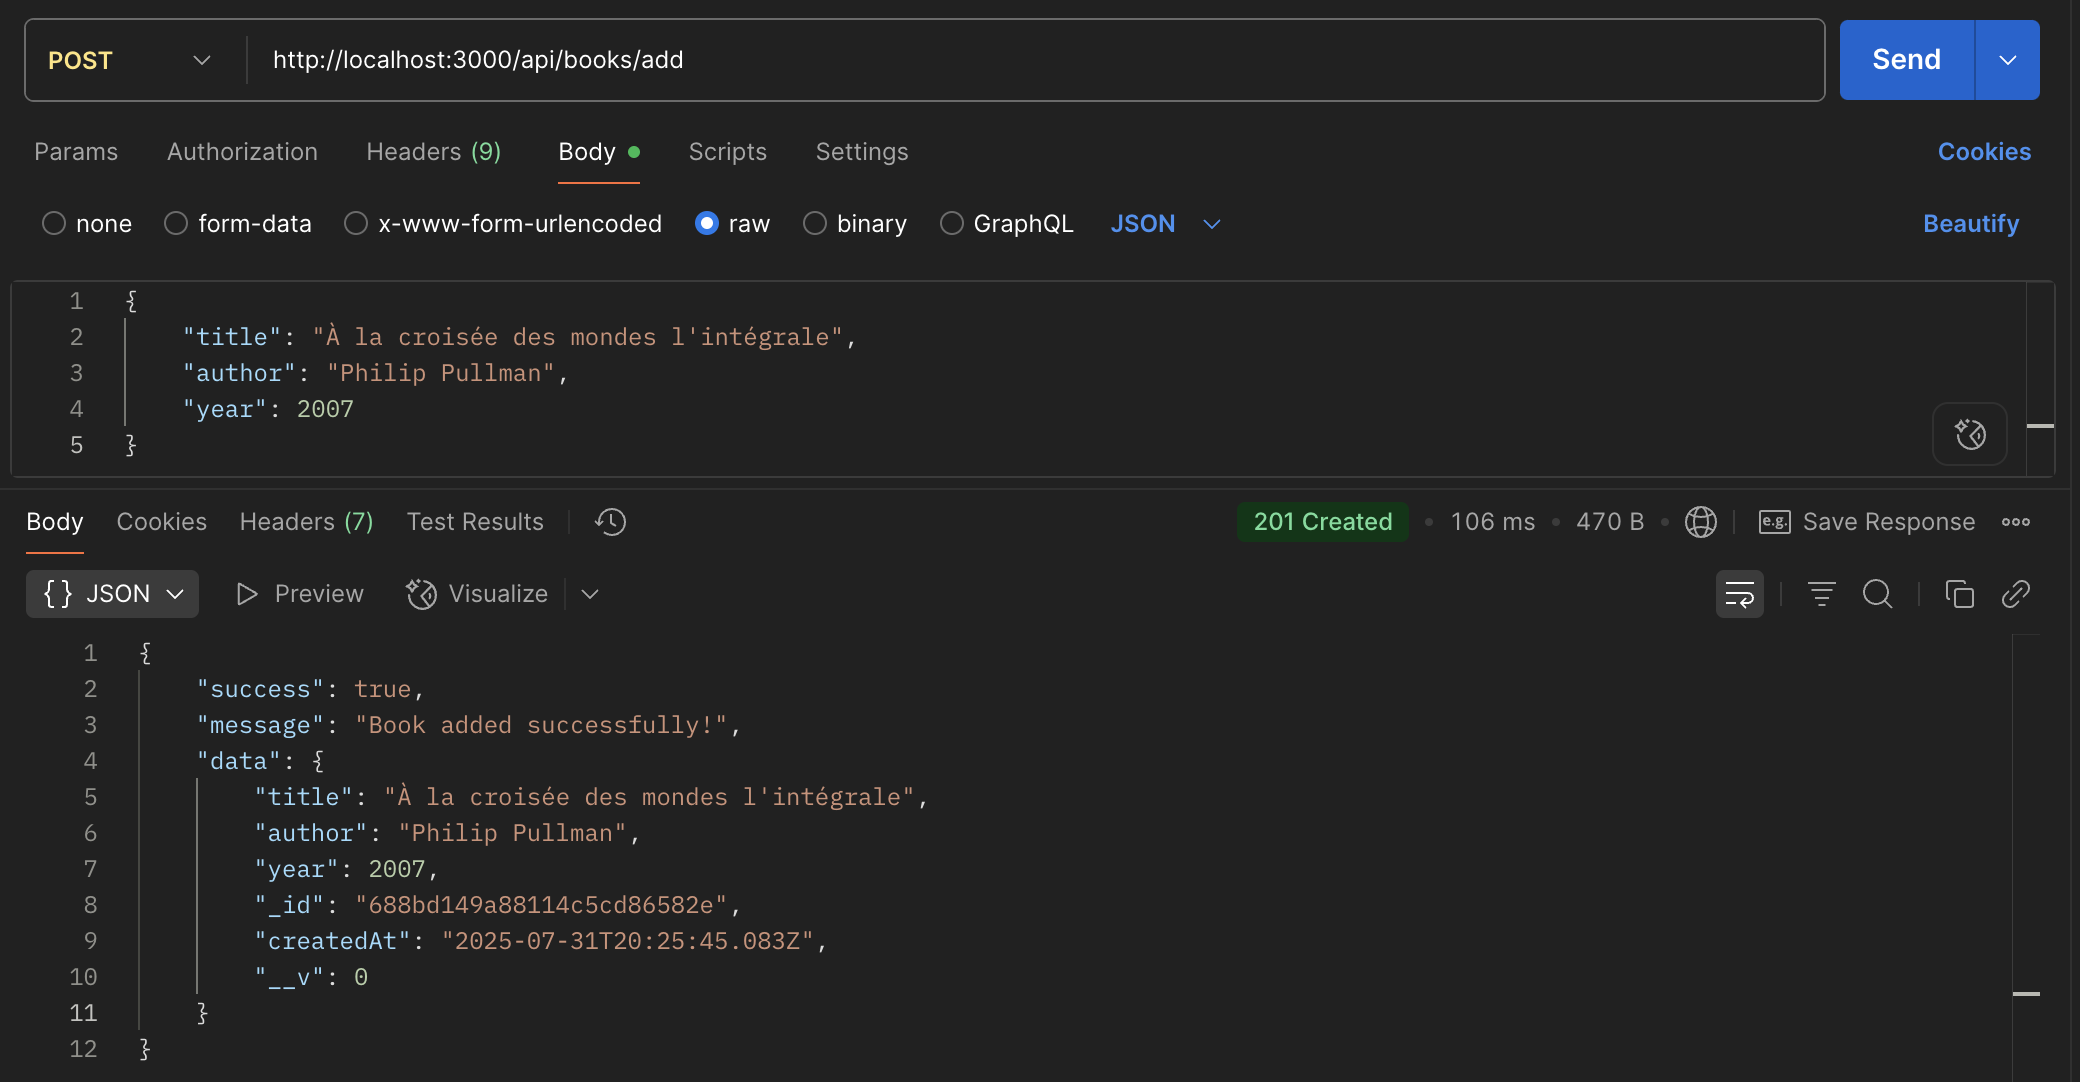 POST http://localhost:3000/api/books/add Send
Params Authorization Headers (9) Body Scripts Settings Cookies
none form-data x-www-form-urlencoded raw binary GraphQL JSON Beautify
1 {
2 "title": "À la croisée des mondes l'intégrale",
3 "author": "Philip Pullman",
4 "year": 2007
5 }
Body Cookies Headers (7) Test Results 201 Created • 106 ms • 470 B • e.g. Save Response
{} JSON Preview Visualize
1 {
2 "success": true,
3 "message": "Book added successfully!",
4 "data": {
5 "title": "À la croisée des mondes l'intégrale",
6 "author": "Philip Pullman",
7 "year": 2007,
8 "_id": "688bd149a88114c5cd86582e",
9 "createdAt": "2025-07-31T20:25:45.083Z",
10 "__v": 0
11 }
12 }